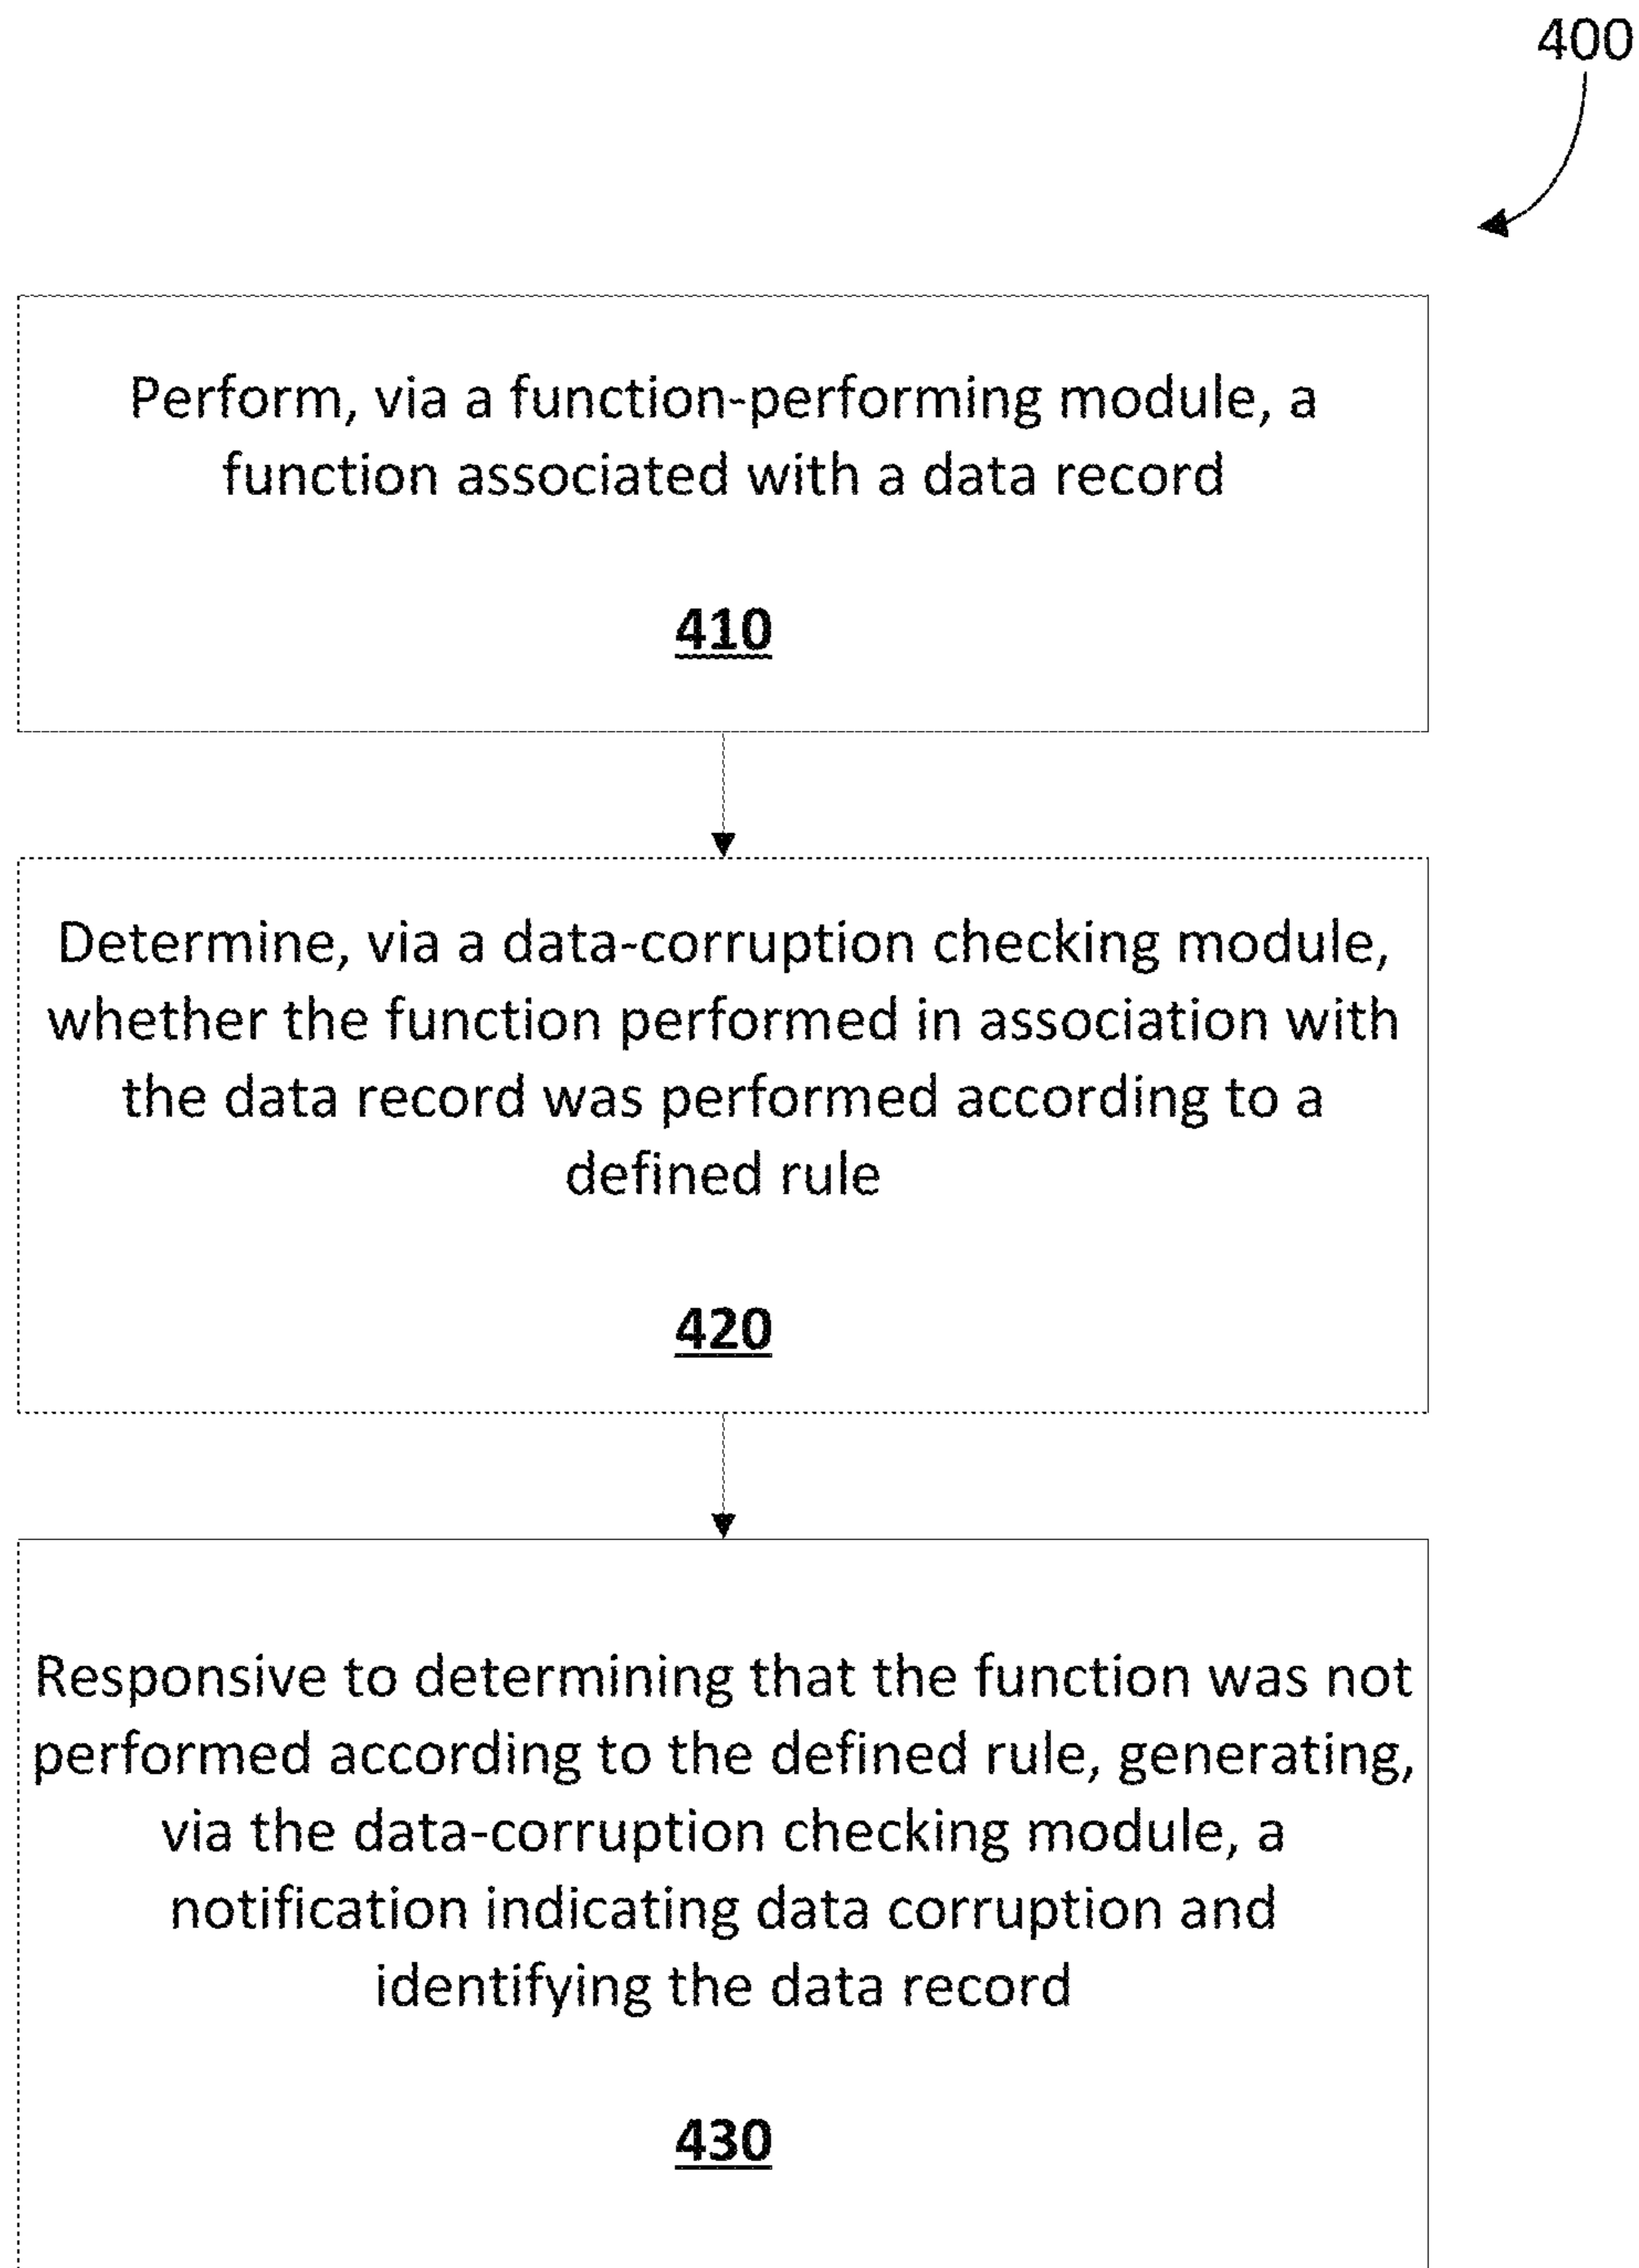 400
Perform, via a function-performing module, a
function associated with a data record
410
Determine, via a data-corruption checking module,
whether the function performed in association with
the data record was performed according to a
defined rule
420
Responsive to determining that the function was not
performed according to the defined rule, generating,
via the data-corruption checking module, a
notification indicating data corruption and
identifying the data record
430